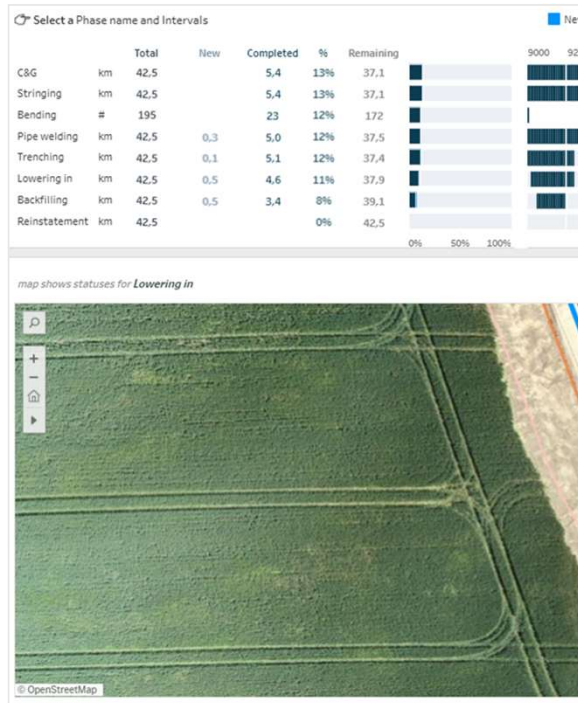 Select a Phase name and Intervals
Total New Completed % Remaining 9000
C&G km 42,5 5,4 13% 37,1
Stringing km 42,5 5,4 13% 37,1
Bending # 195 23 12% 172
Pipe welding km 42,5 0,3 5,0 12% 37,5
Trenching km 42,5 0,1 5,1 12% 37,4
Lowering in km 42,5 0,5 4,6 11% 37,9
Backfilling km 42,5 0,5 3,4 8% 39,1
Reinstatement km 42,5 0% 42,5
0% 50% 100%
map shows statuses for Lowering in
© OpenStreetMap